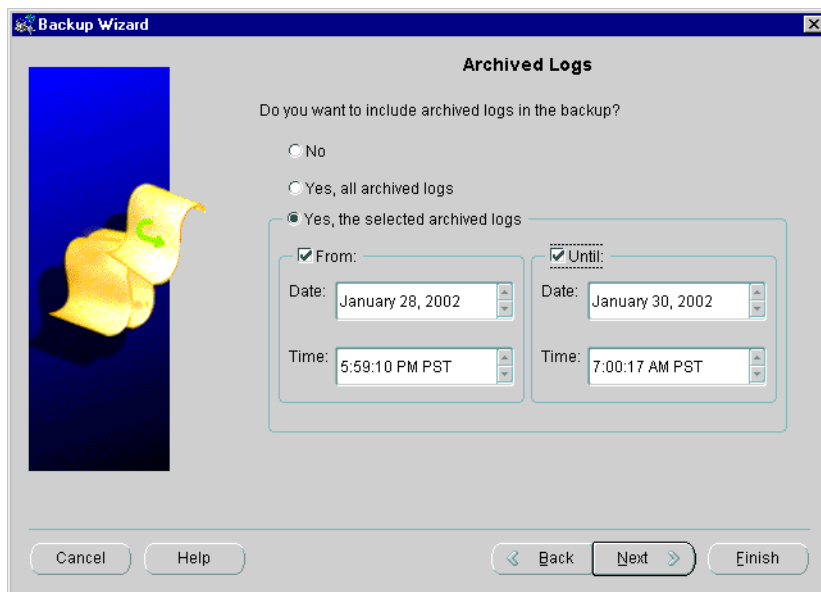 Backup Wizard
Archived Logs
Do you want to include archived logs in the backup?
No
Yes, all archived logs
Yes, the selected archived logs
From:
Until:
Date:
January 28, 2002
Date:
January 30, 2002
Time:
5:59:10 PM PST
Time:
7:00:17 AM PST
Cancel
Help
Back
Next
Finish